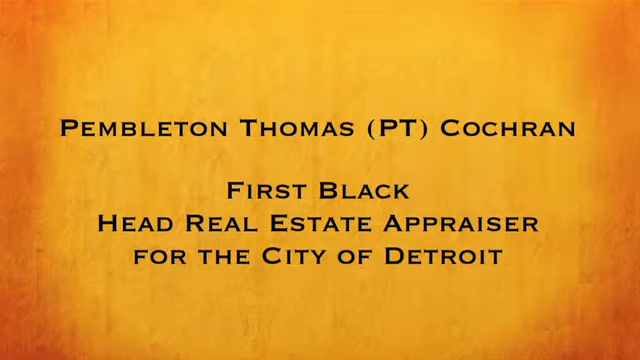 Pembleton Thomas (PT) Cochran
First Black
Head Real Estate Appraiser
for the City of Detroit